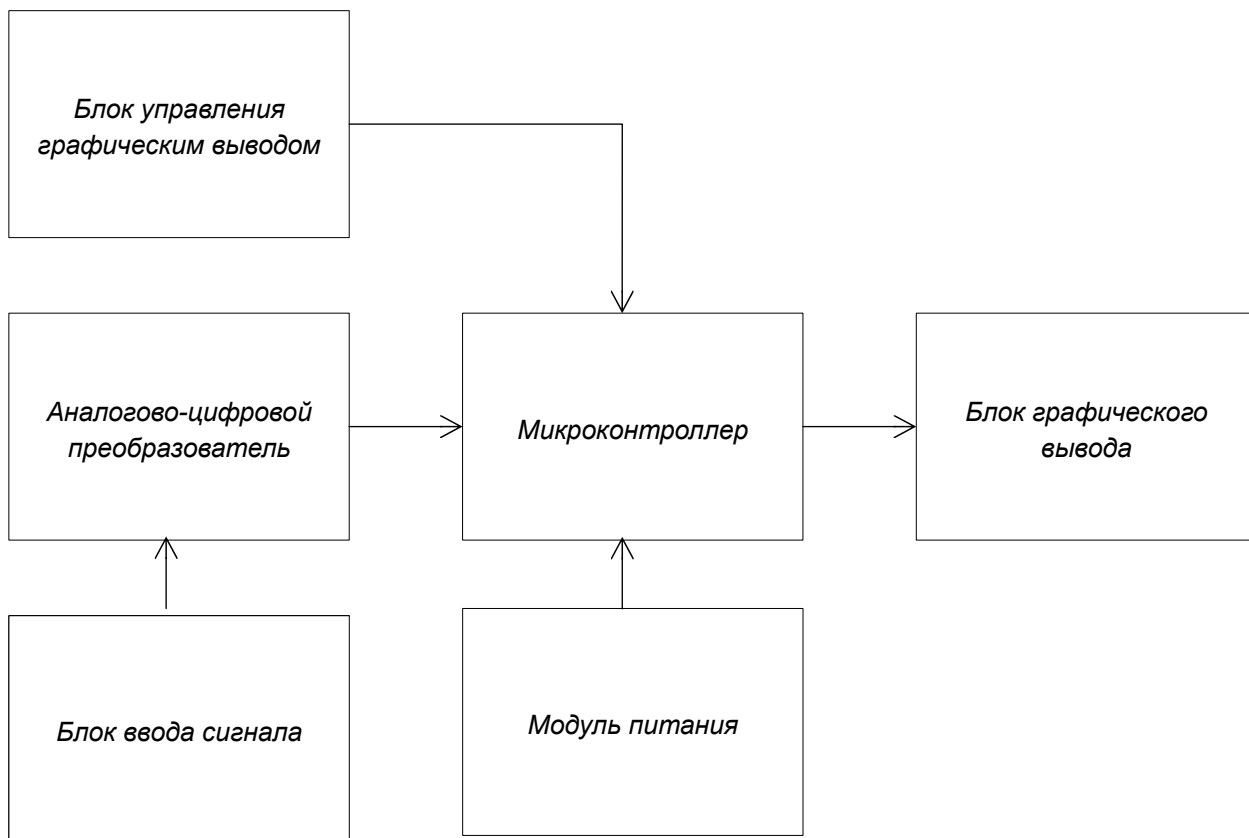 Блок управления
графическим выводом
Аналогово-цифровой
преобразователь
Микроконтроллер
Блок графического
вывода
Блок ввода сигнала
Модуль питания